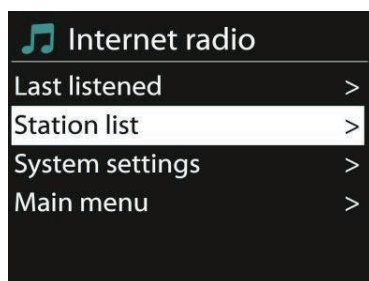 Internet radio
Last listened >
Station list >
System settings >
Main menu >